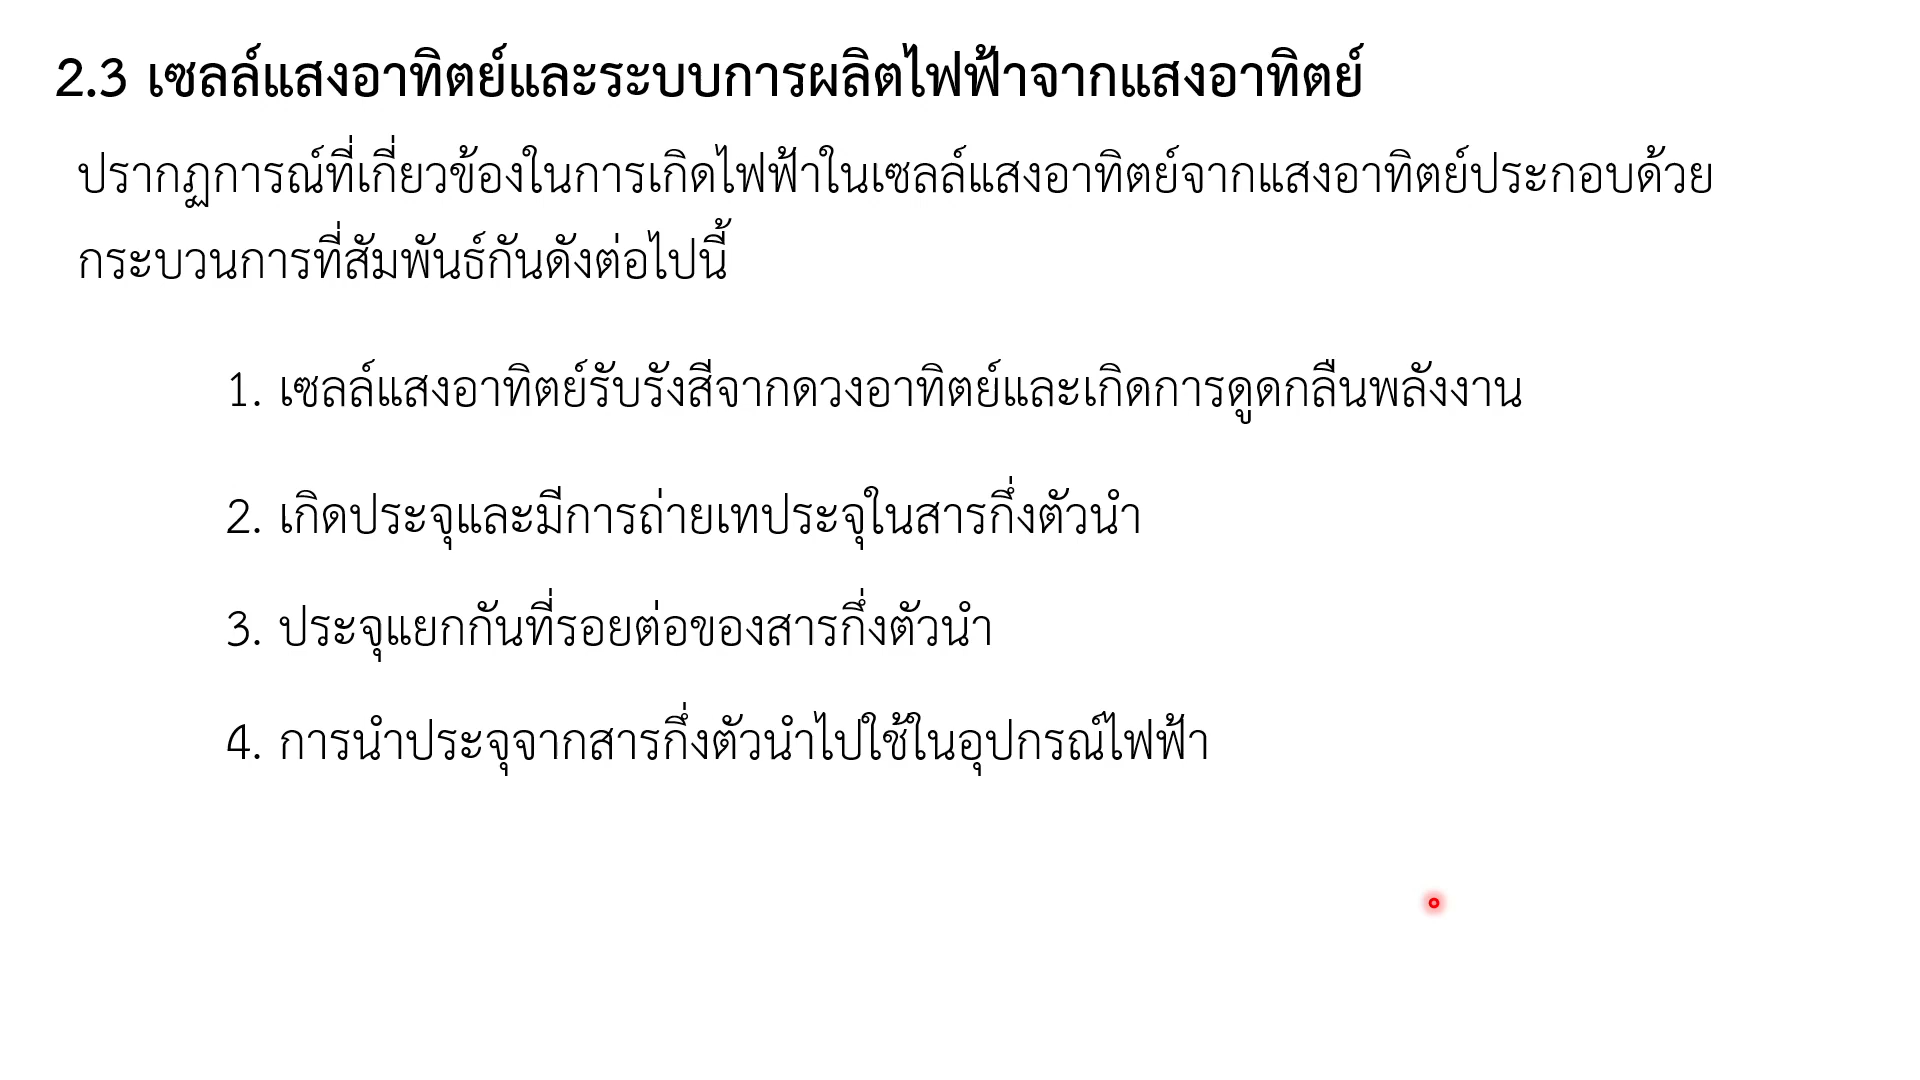 2.3 เซลล์แสงอาทิตย์และระบบการผลิตไฟฟ้าจากแสงอาทิตย์
ปรากฏการณ์ที่เกี่ยวข้องในการเกิดไฟฟ้าในเซลล์แสงอาทิตย์จากแสงอาทิตย์ประกอบด้วย
กระบวนการที่สัมพันธ์กันดังต่อไปนี้
1. เซลล์แสงอาทิตย์รับรังสีจากดวงอาทิตย์และเกิดการดูดกลืนพลังงาน
2. เกิดประจุและมีการถ่ายเทประจุในสารกึ่งตัวนำ
3. ประจุแยกกันที่รอยต่อของสารกึ่งตัวนำ
4. การนำประจุจากสารกึ่งตัวนำไปใช้ในอุปกรณ์ไฟฟ้า